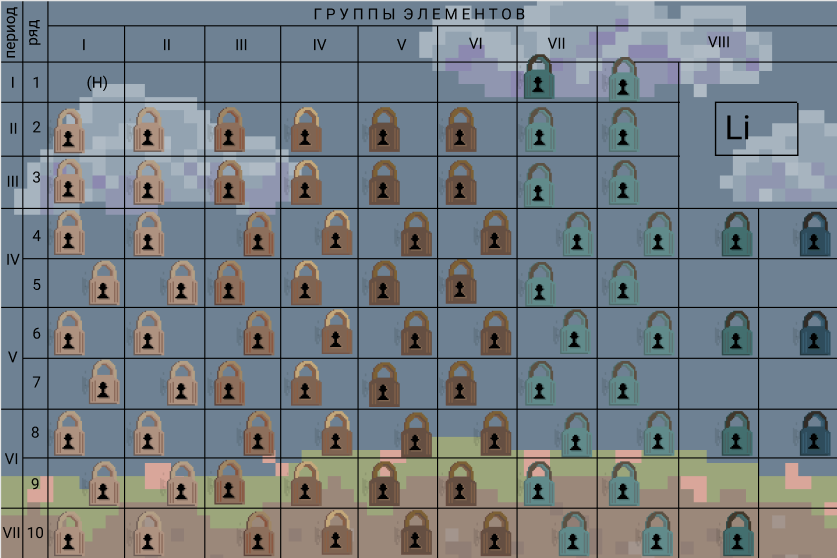 ГРУППЫ ЭЛЕМЕНТОВ
период ряд I II III IV V VI VII VIII
I 1 (H)
II 2 Li
III 3
IV 4
5
V 6
7
VI 8
9
VII 10